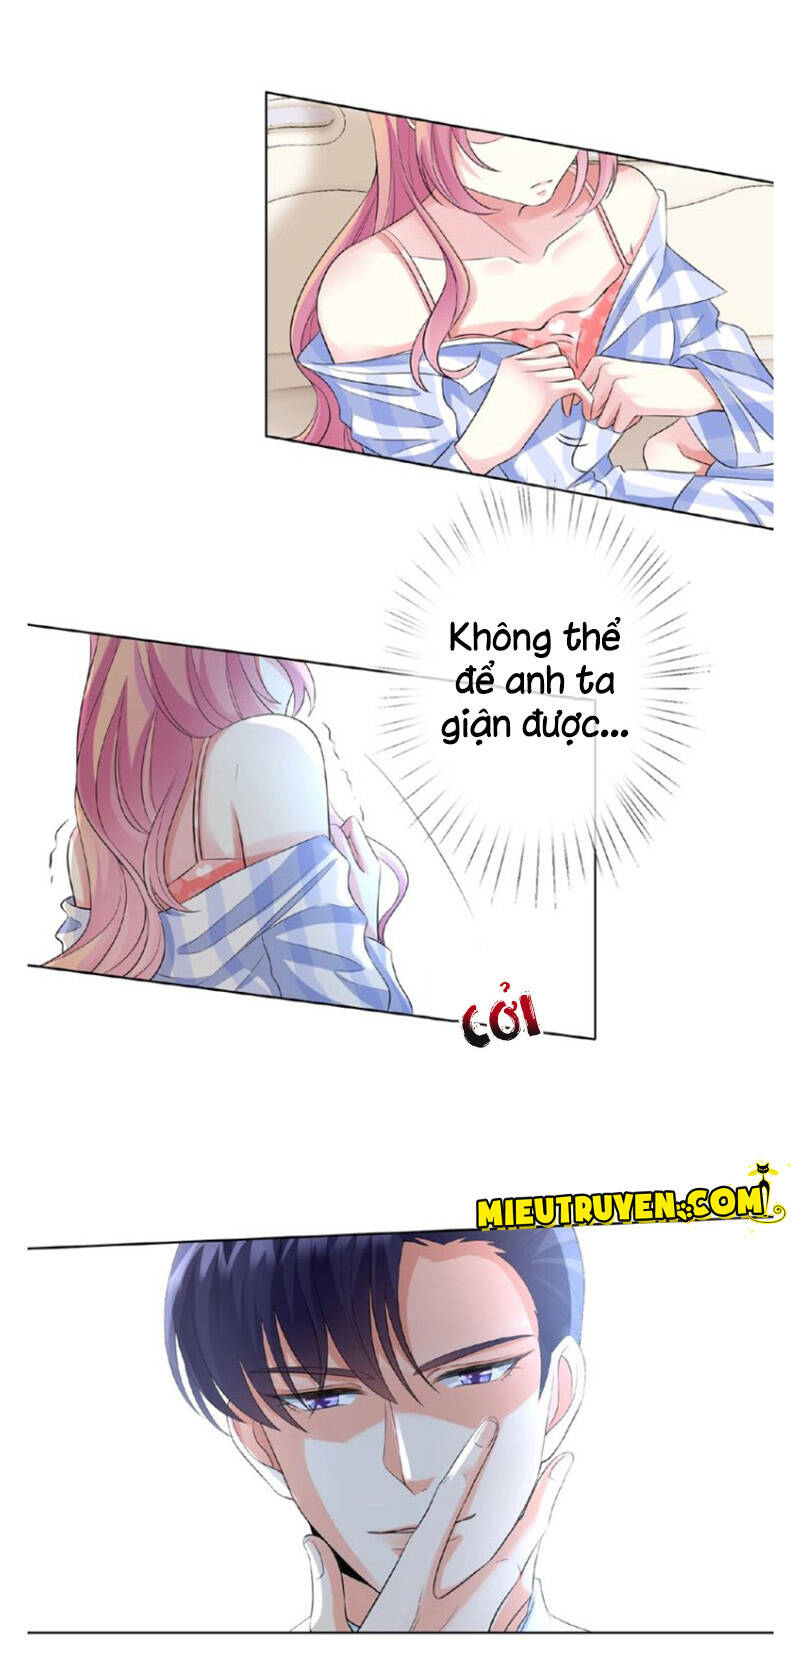 Không thể
để anh ta
giận được...
CỞI
MIEUTRUYEN.COM